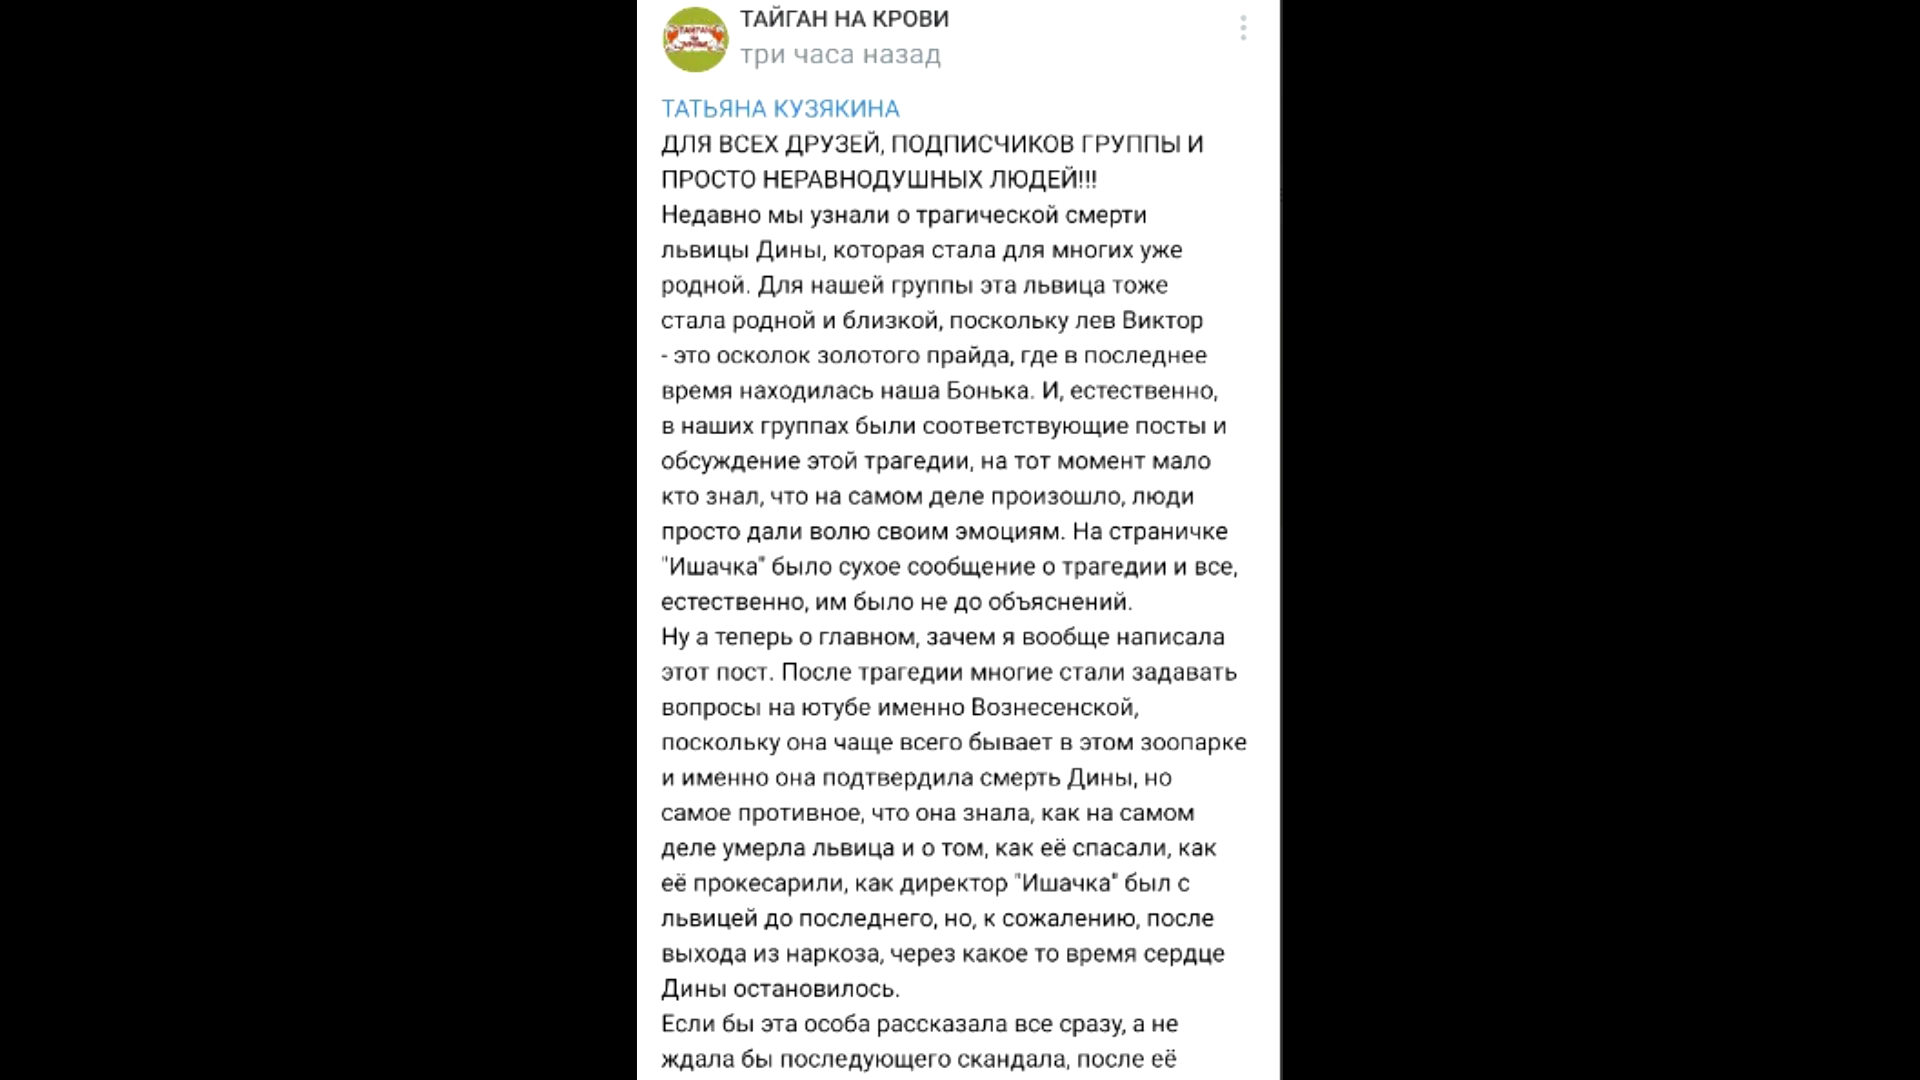 ТАЙГАН НА КРОВИ
три часа назад
ТАТЬЯНА КУЗЯКИНА
ДЛЯ ВСЕХ ДРУЗЕЙ, ПОДПИСЧИКОВ ГРУППЫ И
ПРОСТО НЕРАВНОДУШНЫХ ЛЮДЕЙ!!!
Недавно мы узнали о трагической смерти
львицы Дины, которая стала для многих уже
родной. Для нашей группы эта львица тоже
стала родной и близкой, поскольку лев Виктор
- это осколок золотого прайда, где в последнее
время находилась наша Бонька. И, естественно,
в наших группах были соответствующие посты и
обсуждение этой трагедии, на тот момент мало
кто знал, что на самом деле произошло, люди
просто дали волю своим эмоциям. На страничке
"Ишачка" было сухое сообщение о трагедии и все,
естественно, им было не до объяснений.
Ну а теперь о главном, зачем я вообще написала
этот пост. После трагедии многие стали задавать
вопросы на ютубе именно Вознесенской,
поскольку она чаще всего бывает в этом зоопарке
и именно она подтвердила смерть Дины, но
самое противное, что она знала, как на самом
деле умерла львица и о том, как её спасали, как
её прокесарили, как директор "Ишачка" был с
львицей до последнего, но, к сожалению, после
выхода из наркоза, через какое то время сердце
Дины остановилось.
Если бы эта особа рассказала все сразу, а не
ждала бы последующего скандала, после её